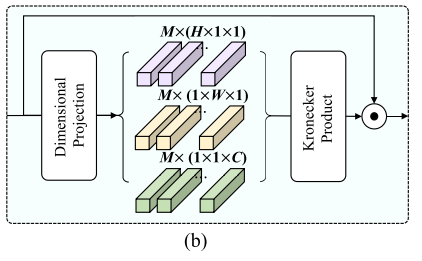 M×(H×1×1)
...
Dimensional
Projection
M× (1×W×1)
...
Kronecker
Product
M× (1×1×C)
...
(b)